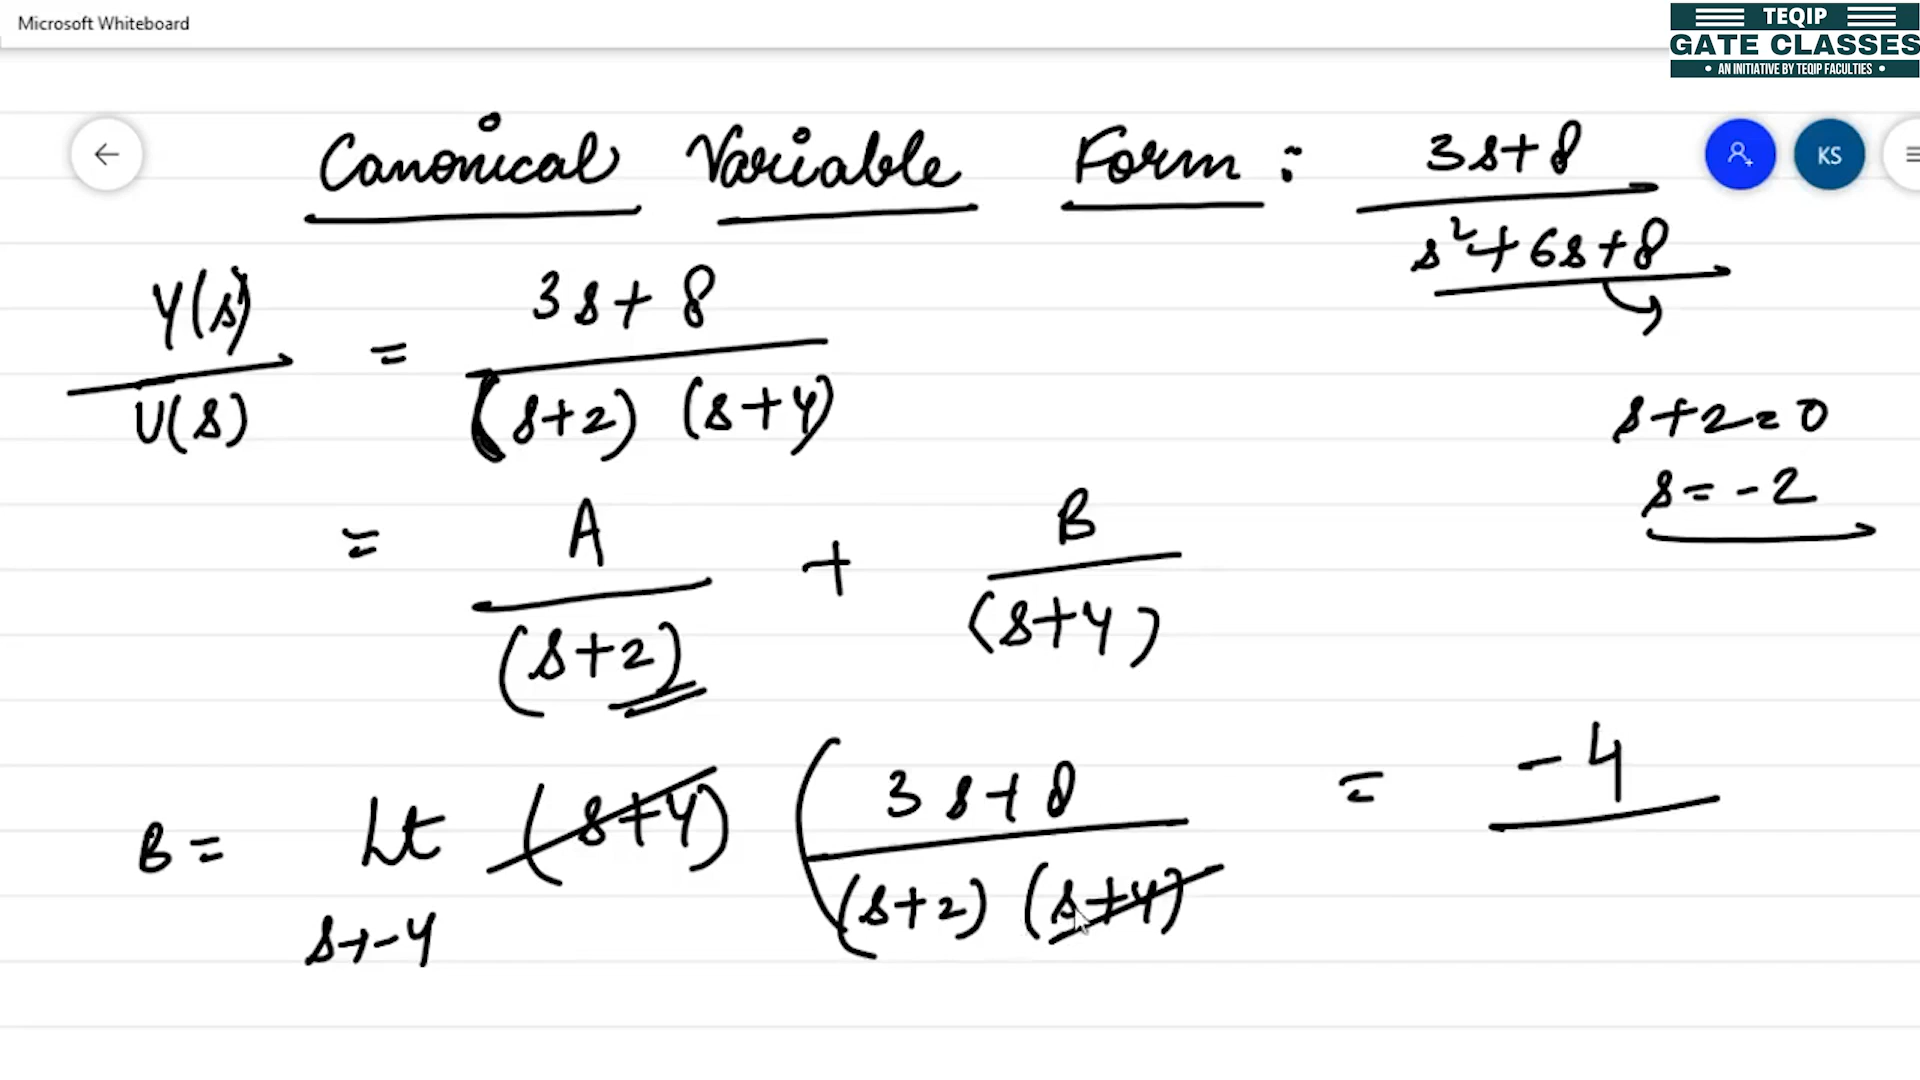 Microsoft Whiteboard
TEQIP
GATE CLASSES
• AN INITIATIVE BY TEQIP FACULTIES •
Canonical Variable Form :
3s+8
s²+6s+8
KS
Y(s)
U(s)
=
3s+8
(s+2) (s+4)
s+2=0
s=-2
= A + B
(s+2) (s+4)
B = Lt (s+4) (3s+8 = -4
s→-4 (s+2) (s+4)